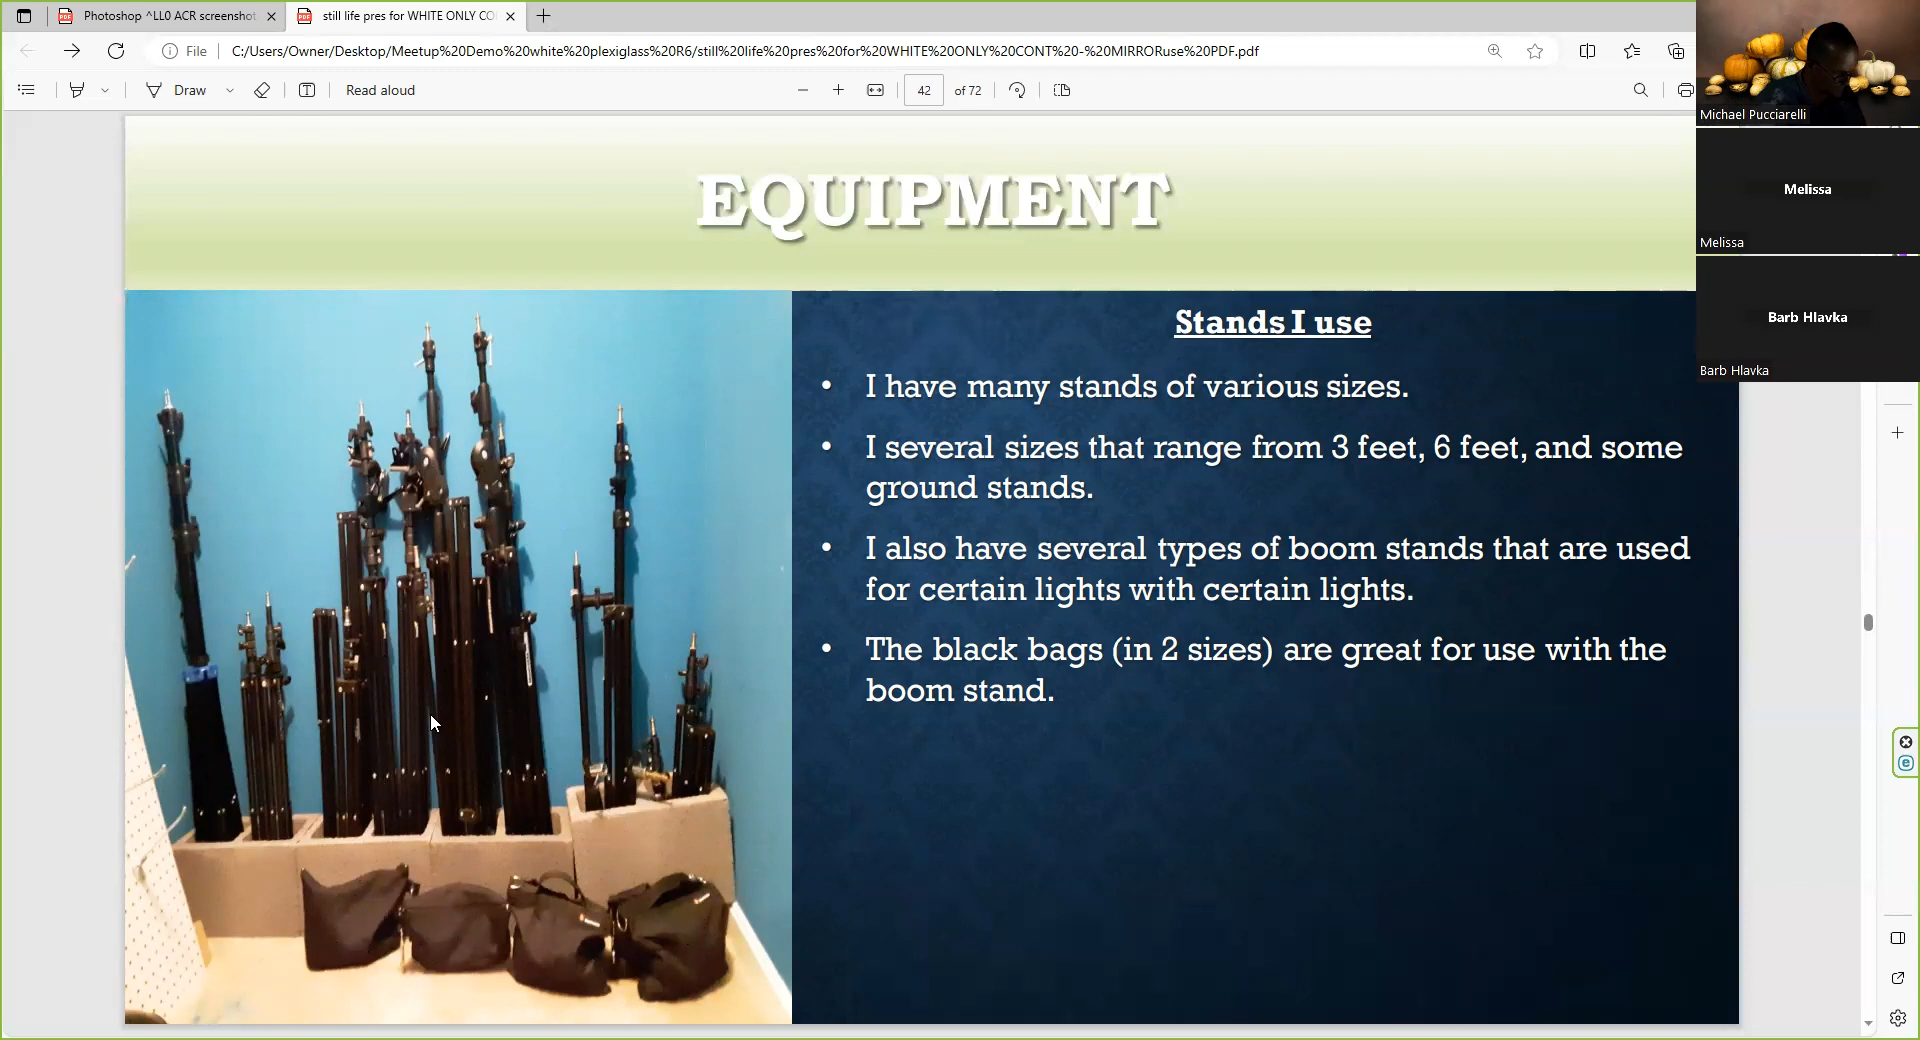 Photoshop ^LL0 ACR screenshot
still life pres for WHITE ONLY CO
File
C:/Users/Owner/Desktop/Meetup%20Demo%20white%20plexiglass%20R6/still%20life%20pres%20for%20WHITE%20ONLY%20CONT%20-%20MIRRORuse%20PDF.pdf
Draw
Read aloud
42
of 72
Michael Pucciarelli
Melissa
Melissa
Barb Hlavka
Barb Hlavka
EQUIPMENT
Stands I use
• I have many stands of various sizes.
• I several sizes that range from 3 feet, 6 feet, and some
ground stands.
• I also have several types of boom stands that are used
for certain lights with certain lights.
• The black bags (in 2 sizes) are great for use with the
boom stand.